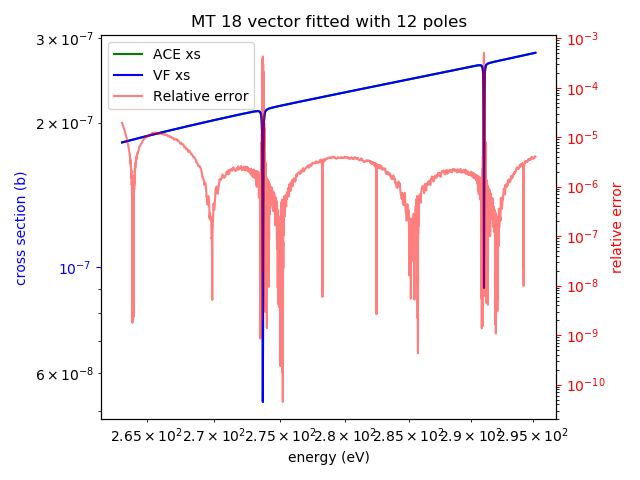 MT 18 vector fitted with 12 poles
ACE xs
VF xs
Relative error
3 × 10⁻⁷
2 × 10⁻⁷
10⁻⁷
6 × 10⁻⁸
cross section (b)
10⁻³
10⁻⁴
10⁻⁵
10⁻⁶
10⁻⁷
10⁻⁸
10⁻⁹
10⁻¹⁰
relative error
2.65 × 10² 2.7 × 10² 2.75 × 10² 2.8 × 10² 2.85 × 10² 2.9 × 10² 2.95 × 10²
energy (eV)